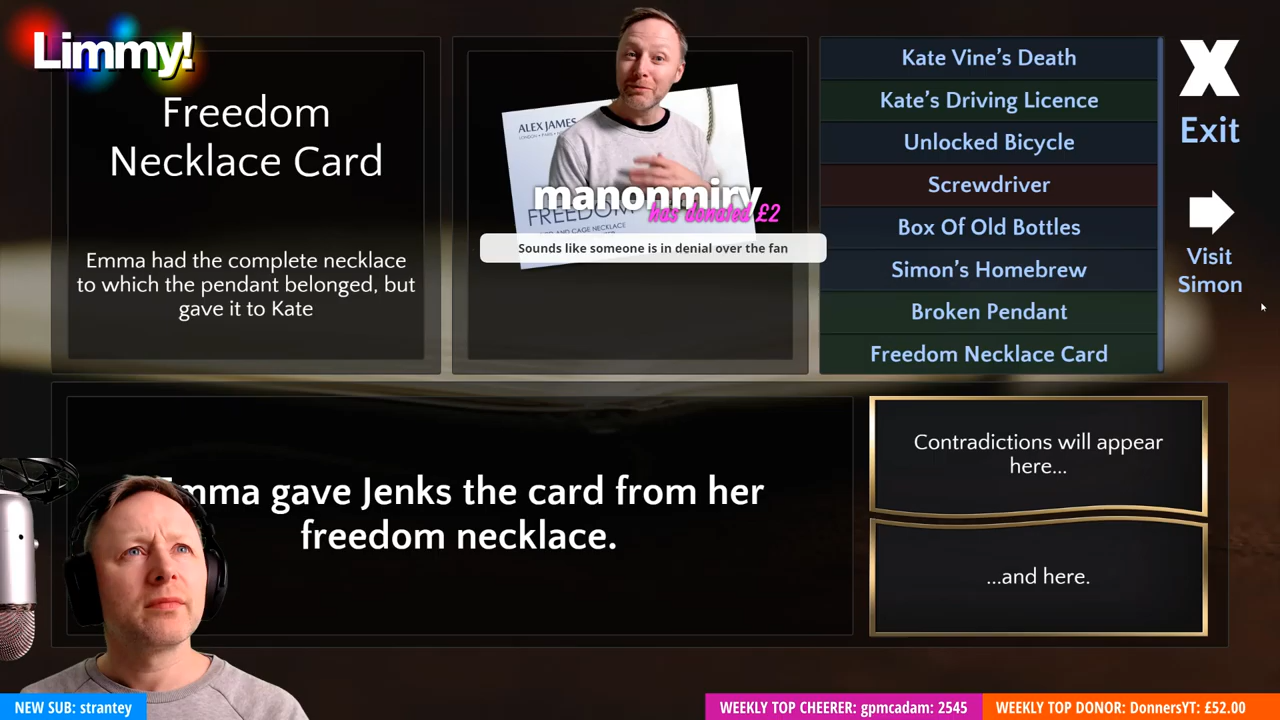 Limmy!
Freedom
Necklace Card
Emma had the complete necklace
to which the pendant belonged, but
gave it to Kate
ALEX JAMES
FREEDOM
manonmiry
has donated £2
Sounds like someone is in denial over the fan
Kate Vine's Death
Kate's Driving Licence
Unlocked Bicycle
Screwdriver
Box Of Old Bottles
Simon's Homebrew
Broken Pendant
Freedom Necklace Card
X
Exit
Visit
Simon
Emma gave Jenks the card from her
freedom necklace.
Contradictions will appear
here...
...and here.
NEW SUB: strantey
WEEKLY TOP CHEERER: gpmcadam: 2545
WEEKLY TOP DONOR: DonnersYT: £52.00